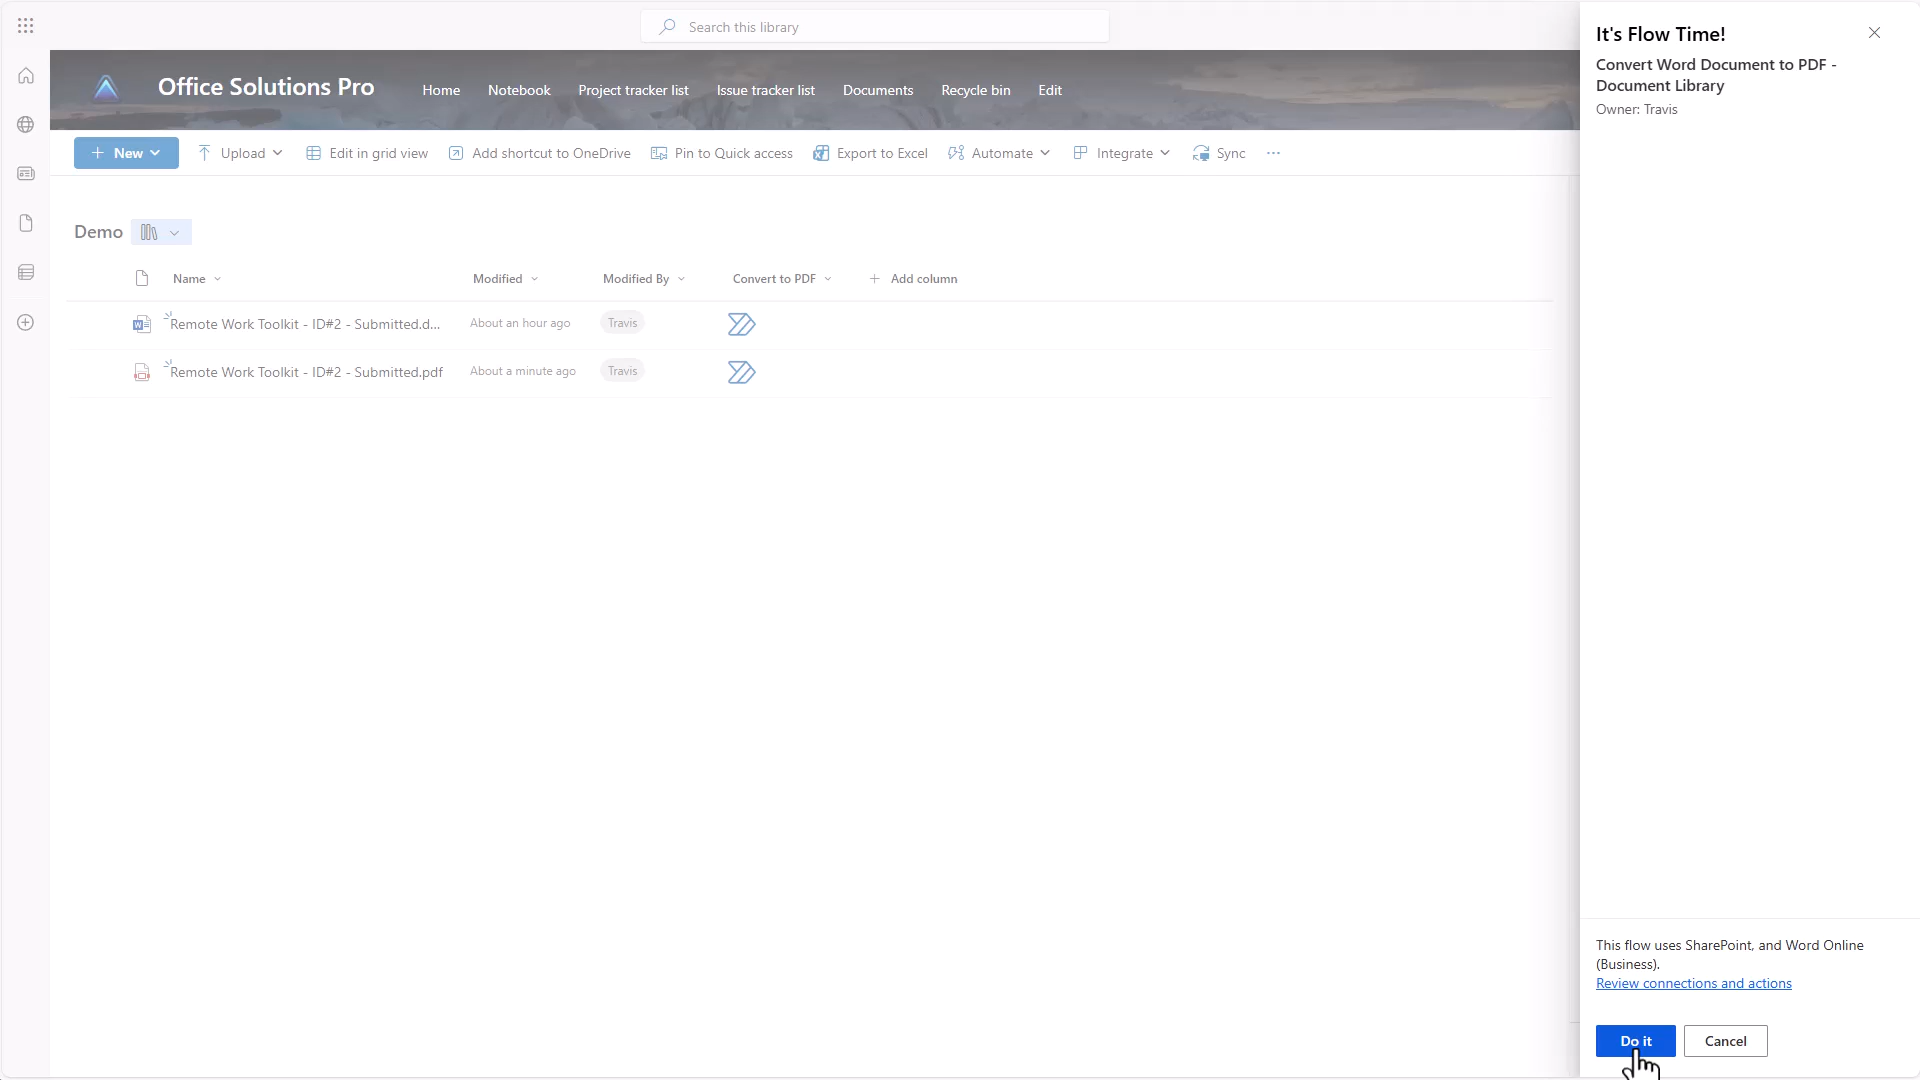 Search this library
Office Solutions Pro
Home Notebook Project tracker list Issue tracker list Documents Recycle bin Edit
New Upload Edit in grid view Add shortcut to OneDrive Pin to Quick access Export to Excel Automate Integrate Sync ...
Demo
Name Modified Modified By Convert to PDF + Add column
Remote Work Toolkit - ID#2 - Submitted.d... About an hour ago Travis
Remote Work Toolkit - ID#2 - Submitted.pdf About a minute ago Travis
It's Flow Time!
Convert Word Document to PDF -
Document Library
Owner: Travis
This flow uses SharePoint, and Word Online
(Business).
Review connections and actions
Do it Cancel